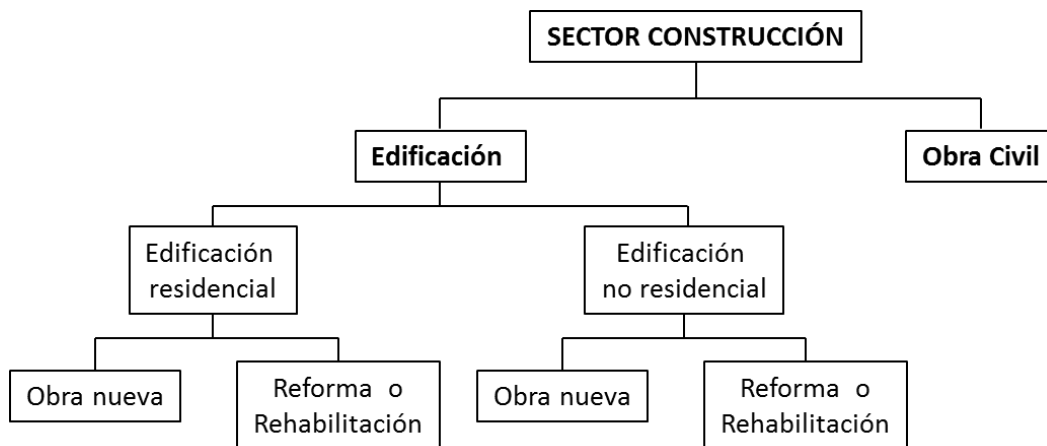 SECTOR CONSTRUCCIÓN
Edificación
Obra Civil
Edificación
residencial
Edificación
no residencial
Obra nueva
Reforma o
Rehabilitación
Obra nueva
Reforma o
Rehabilitación